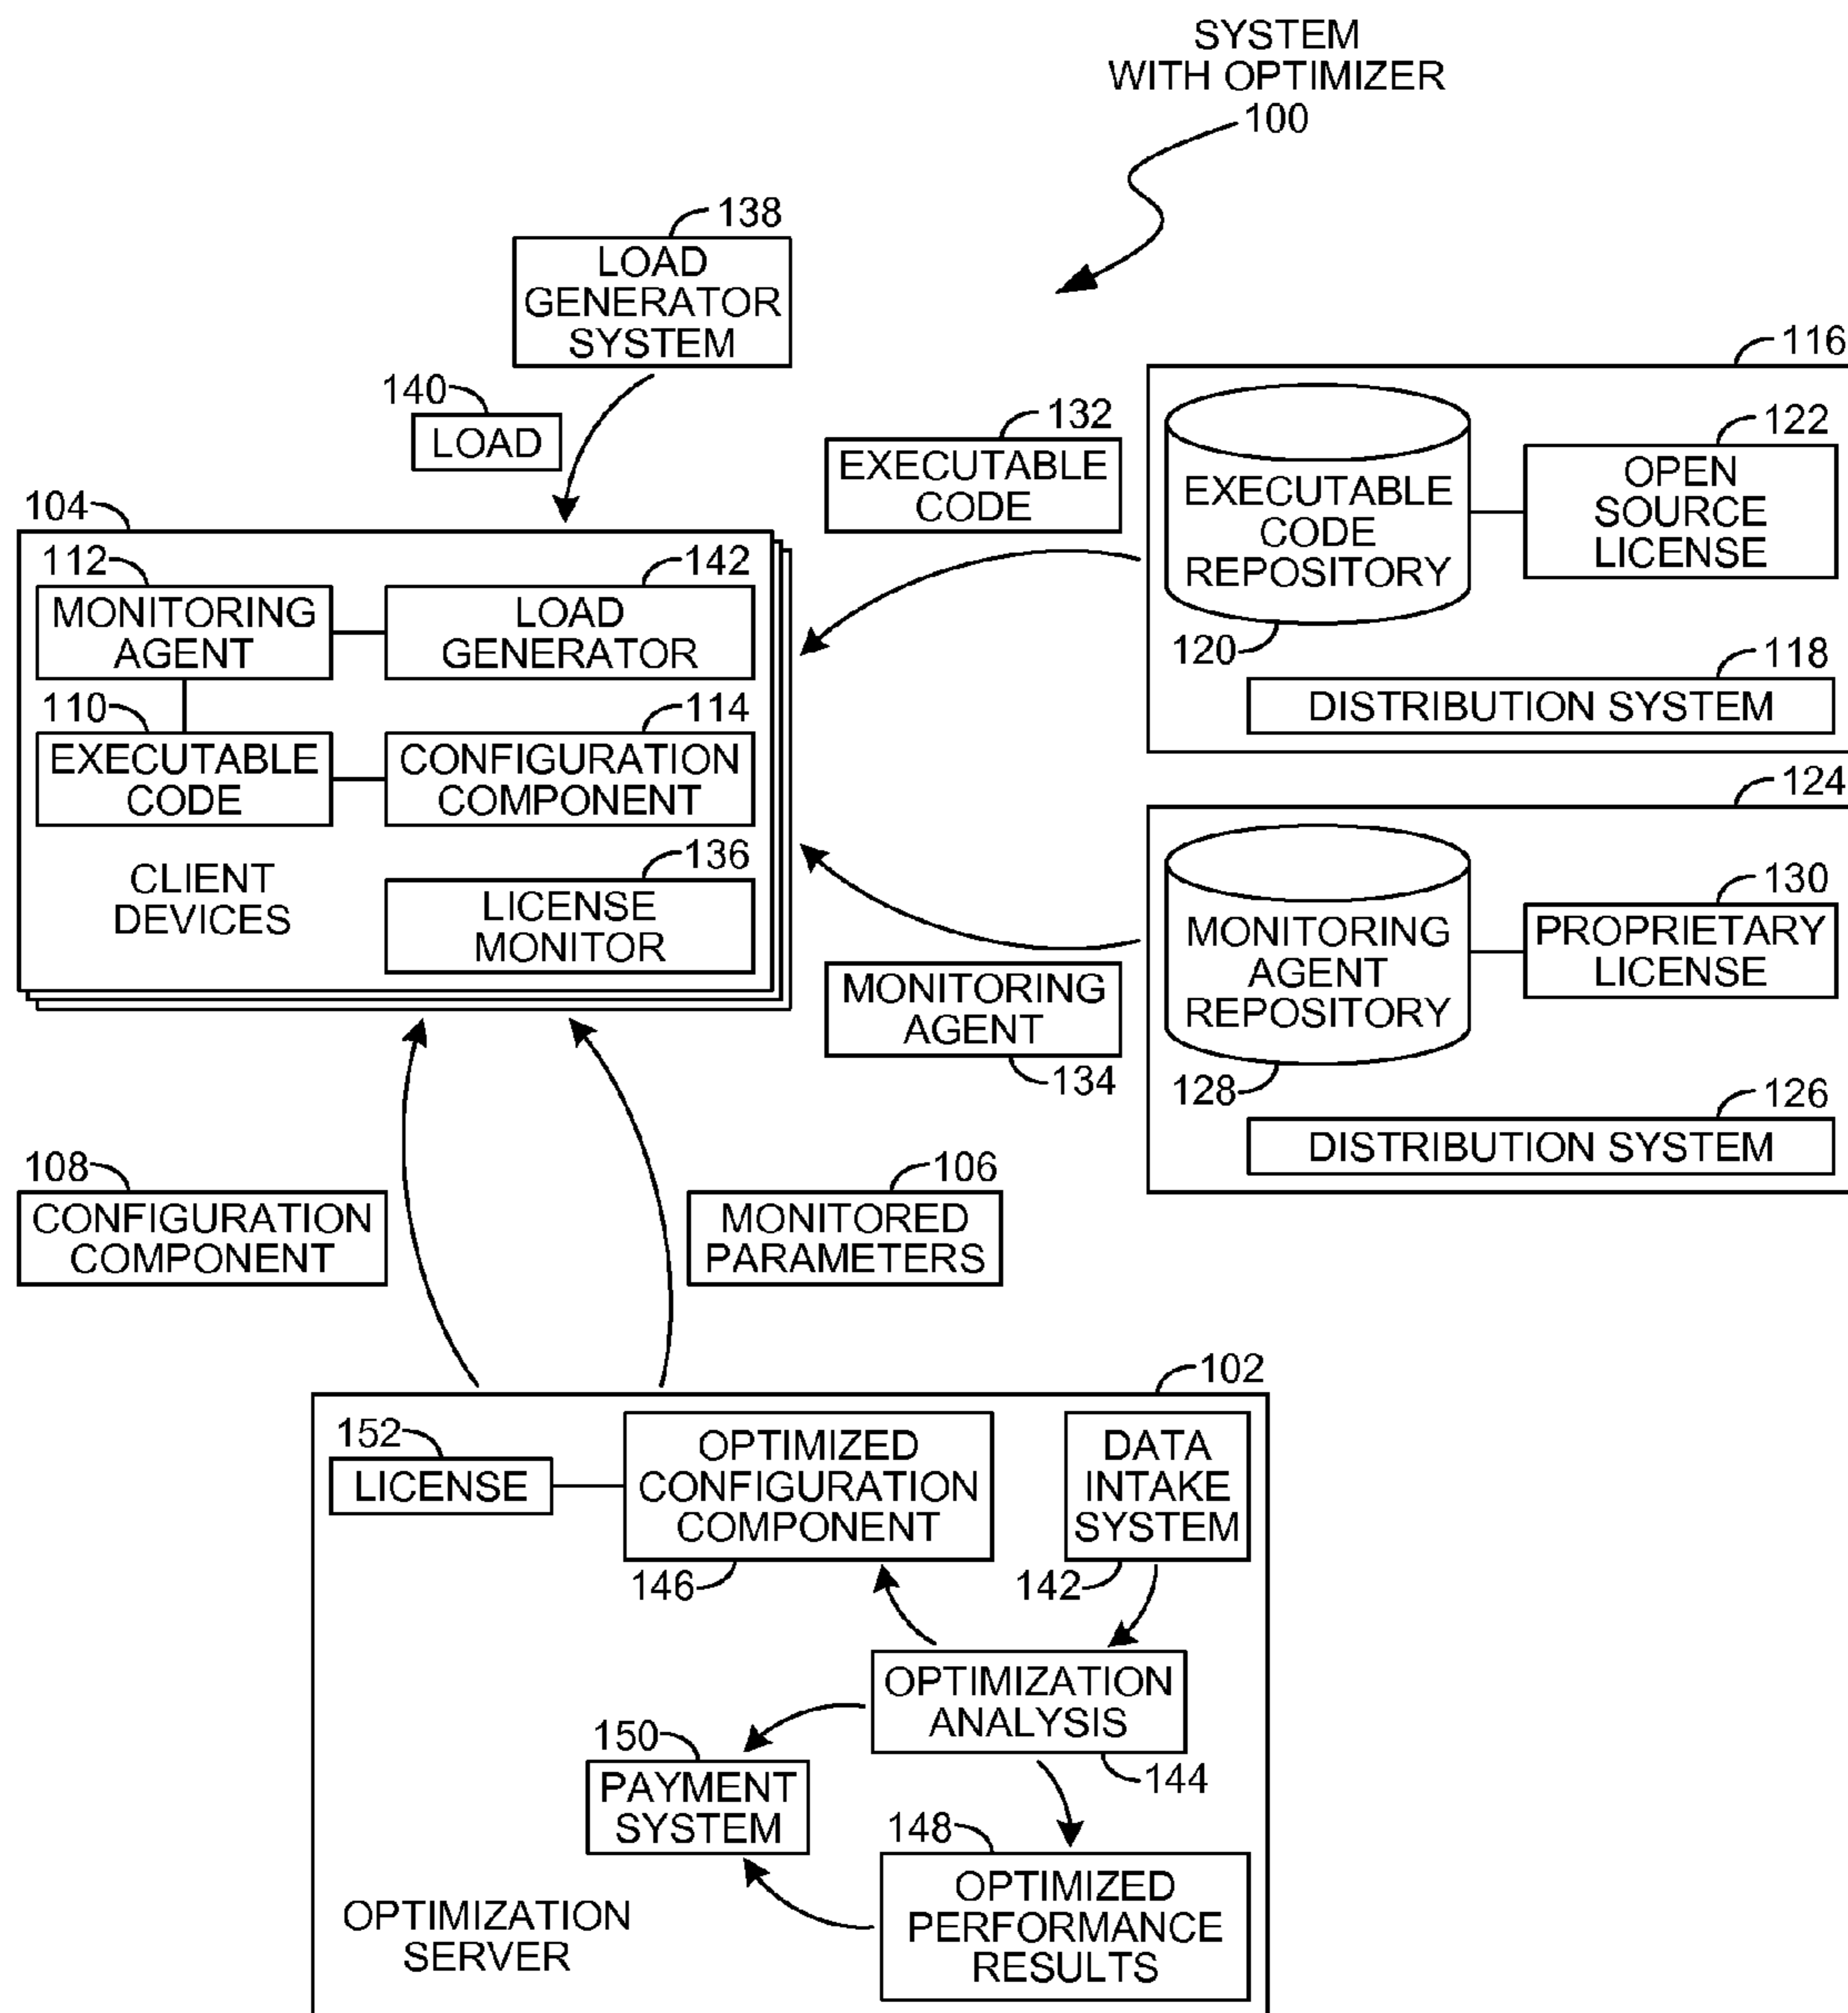 SYSTEM
WITH OPTIMIZER
100
138
LOAD
GENERATOR
SYSTEM
140
LOAD
132
EXECUTABLE
CODE
116
EXECUTABLE
CODE
REPOSITORY
120
122
OPEN
SOURCE
LICENSE
118
DISTRIBUTION SYSTEM
104
112
MONITORING
AGENT
142
LOAD
GENERATOR
110
EXECUTABLE
CODE
114
CONFIGURATION
COMPONENT
CLIENT
DEVICES
136
LICENSE
MONITOR
124
MONITORING
AGENT
REPOSITORY
128
130
PROPRIETARY
LICENSE
126
DISTRIBUTION SYSTEM
MONITORING
AGENT
134
108
CONFIGURATION
COMPONENT
106
MONITORED
PARAMETERS
102
152
LICENSE
OPTIMIZED
CONFIGURATION
COMPONENT
146
DATA
INTAKE
SYSTEM
142
OPTIMIZATION
ANALYSIS
144
150
PAYMENT
SYSTEM
148
OPTIMIZED
PERFORMANCE
RESULTS
OPTIMIZATION
SERVER